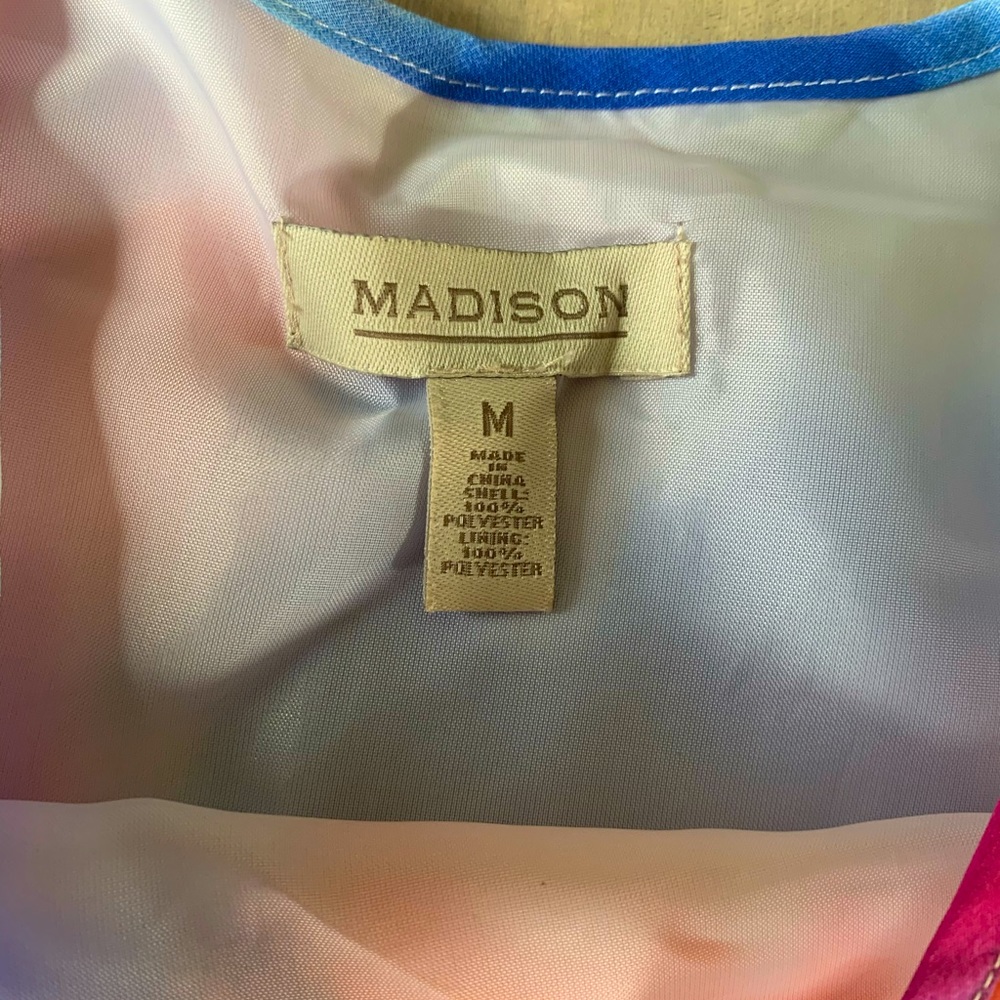 MADISON
M
MADE
IN
CHINA
SHELL:
100%
POLYESTER
LINING:
100%
POLYESTER